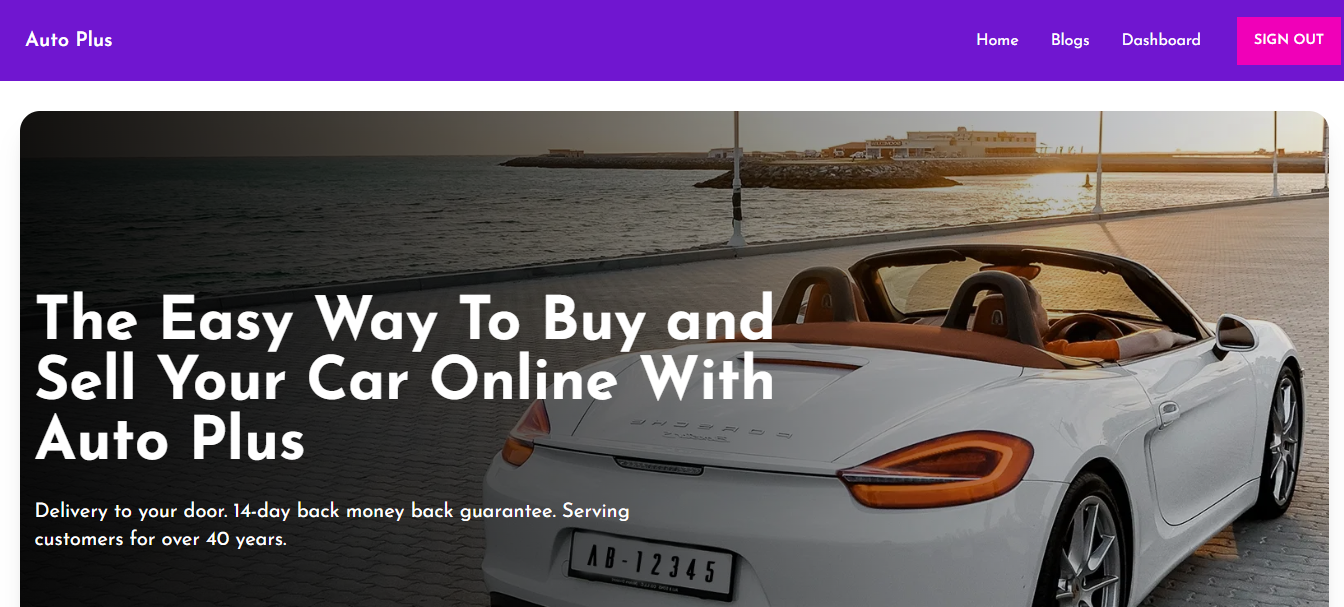 Auto Plus
Home Blogs Dashboard SIGN OUT
The Easy Way To Buy and
Sell Your Car Online With
Auto Plus
Delivery to your door. 14-day back money back guarantee. Serving
customers for over 40 years.
AB-12345